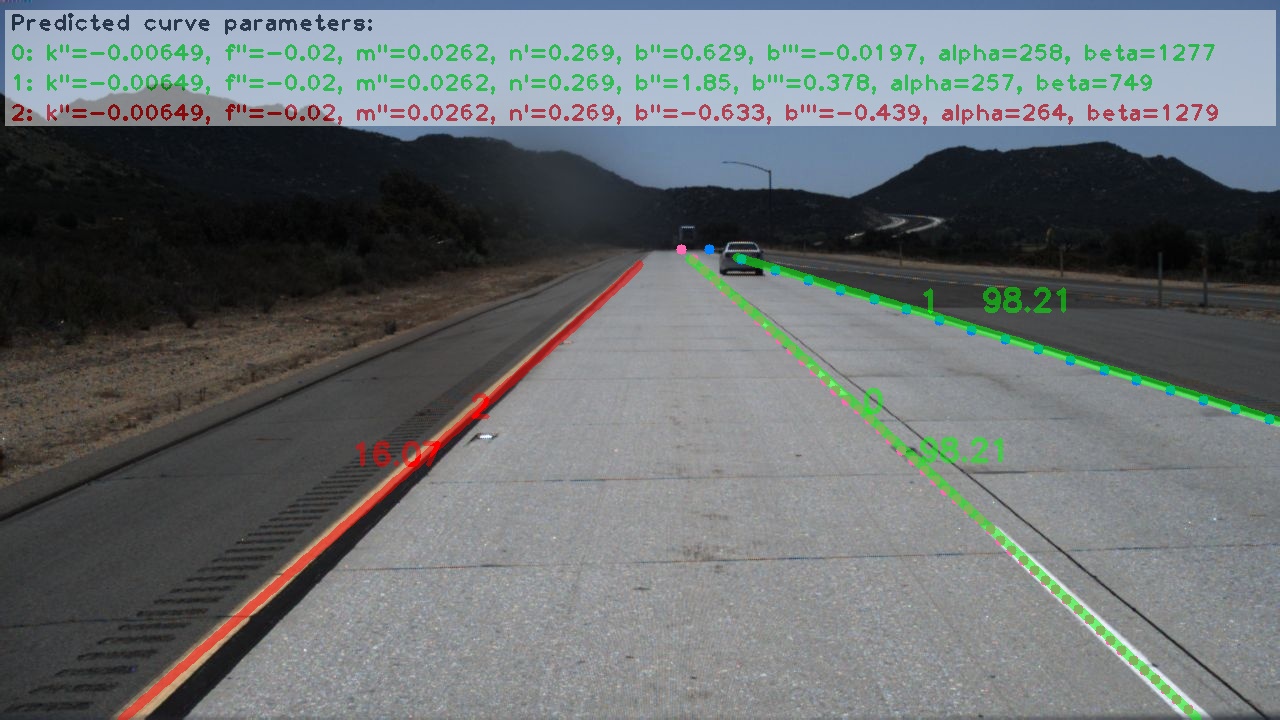 Predicted curve parameters:
0: k"=-0.00649, f"=-0.02, m"=0.0262, n'=0.269, b"=0.629, b'''=-0.0197, alpha=258, beta=1277
1: k"=-0.00649, f"=-0.02, m"=0.0262, n'=0.269, b"=1.85, b'''=0.378, alpha=257, beta=749
2: k"=-0.00649, f"=-0.02, m"=0.0262, n'=0.269, b"=-0.633, b'''=-0.439, alpha=264, beta=1279
1 98.21
0
2
98.21
16.07